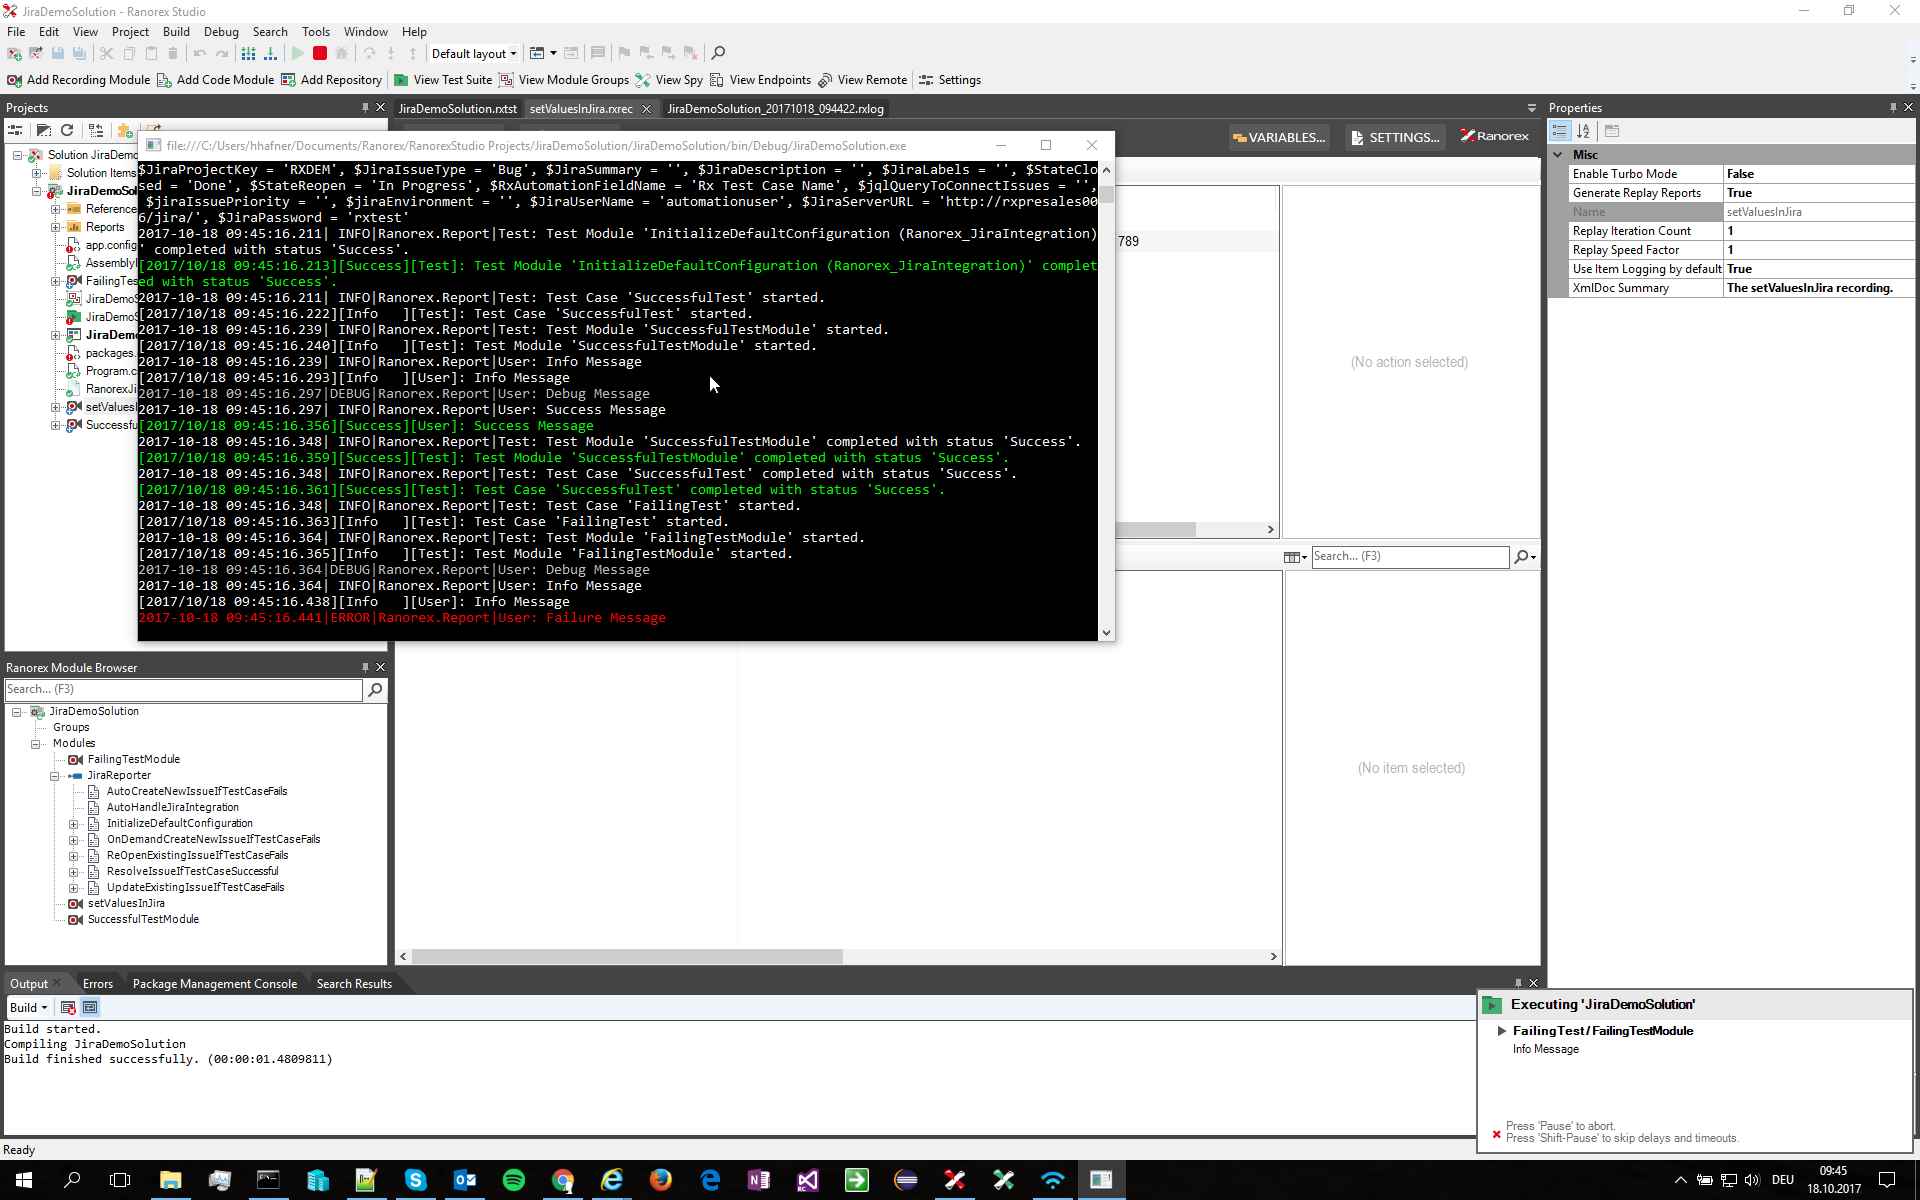 JiraDemoSolution - Ranorex Studio
File Edit View Project Build Debug Search Tools Window Help
Default layout
Add Recording Module Add Code Module Add Repository View Test Suite View Module Groups View Spy View Endpoints View Remote Settings
Projects
JiraDemoSolution.rxtst setValuesInJira.rxrec JiraDemoSolution_20171018_094422.rxlog
Properties
VARIABLES... SETTINGS... Ranorex
Solution JiraDemo
Solution Items
JiraDemoSol
Reference
Reports
app.config
AssemblyI
FailingTes
JiraDemoS
JiraDemoS
JiraDemo
packages.
Program.c
RanorexJi
setValuesI
Successfu
file:///C:/Users/hhafner/Documents/Ranorex/RanorexStudio Projects/JiraDemoSolution/JiraDemoSolution/bin/Debug/JiraDemoSolution.exe
$JiraProjectKey = 'RXDEM', $JiraIssueType = 'Bug', $JiraSummary = '', $JiraDescription = '', $JiraLabels = '', $StateClo
sed = 'Done', $StateReopen = 'In Progress', $RxAutomationFieldName = 'Rx Test Case Name', $jqlQueryToConnectIssues = '',
$jiraIssuePriority = '', $jiraEnvironment = '', $JiraUserName = 'automationuser', $JiraServerURL = 'http://rxpresales00
6/jira/', $JiraPassword = 'rxtest'
2017-10-18 09:45:16.211| INFO|Ranorex.Report|Test: Test Module 'InitializeDefaultConfiguration (Ranorex_JiraIntegration)
' completed with status 'Success'.
[2017/10/18 09:45:16.213][Success][Test]: Test Module 'InitializeDefaultConfiguration (Ranorex_JiraIntegration)' complet
ed with status 'Success'.
2017-10-18 09:45:16.211| INFO|Ranorex.Report|Test: Test Case 'SuccessfulTest' started.
[2017/10/18 09:45:16.222][Info   ][Test]: Test Case 'SuccessfulTest' started.
2017-10-18 09:45:16.239| INFO|Ranorex.Report|Test: Test Module 'SuccessfulTestModule' started.
[2017/10/18 09:45:16.240][Info   ][Test]: Test Module 'SuccessfulTestModule' started.
2017-10-18 09:45:16.239| INFO|Ranorex.Report|User: Info Message
[2017/10/18 09:45:16.293][Info   ][User]: Info Message
2017-10-18 09:45:16.297|DEBUG|Ranorex.Report|User: Debug Message
2017-10-18 09:45:16.297| INFO|Ranorex.Report|User: Success Message
[2017/10/18 09:45:16.356][Success][User]: Success Message
2017-10-18 09:45:16.348| INFO|Ranorex.Report|Test: Test Module 'SuccessfulTestModule' completed with status 'Success'.
[2017/10/18 09:45:16.359][Success][Test]: Test Module 'SuccessfulTestModule' completed with status 'Success'.
2017-10-18 09:45:16.348| INFO|Ranorex.Report|Test: Test Case 'SuccessfulTest' completed with status 'Success'.
[2017/10/18 09:45:16.361][Success][Test]: Test Case 'SuccessfulTest' completed with status 'Success'.
2017-10-18 09:45:16.348| INFO|Ranorex.Report|Test: Test Case 'FailingTest' started.
[2017/10/18 09:45:16.363][Info   ][Test]: Test Case 'FailingTest' started.
2017-10-18 09:45:16.364| INFO|Ranorex.Report|Test: Test Module 'FailingTestModule' started.
[2017/10/18 09:45:16.365][Info   ][Test]: Test Module 'FailingTestModule' started.
2017-10-18 09:45:16.364|DEBUG|Ranorex.Report|User: Debug Message
2017-10-18 09:45:16.364| INFO|Ranorex.Report|User: Info Message
[2017/10/18 09:45:16.438][Info   ][User]: Info Message
2017-10-18 09:45:16.441|ERROR|Ranorex.Report|User: Failure Message
789
(No action selected)
Search... (F3)
(No item selected)
Misc
Enable Turbo Mode False
Generate Replay Reports True
Name setValuesInJira
Replay Iteration Count 1
Replay Speed Factor 1
Use Item Logging by default True
XmlDoc Summary The setValuesInJira recording.
Ranorex Module Browser
Search... (F3)
JiraDemoSolution
Groups
Modules
FailingTestModule
JiraReporter
AutoCreateNewIssueIfTestCaseFails
AutoHandleJiraIntegration
InitializeDefaultConfiguration
OnDemandCreateNewIssueIfTestCaseFails
ReOpenExistingIssueIfTestCaseFails
ResolveIssueIfTestCaseSuccessful
UpdateExistingIssueIfTestCaseFails
setValuesInJira
SuccessfulTestModule
Output Errors Package Management Console Search Results
Build
Build started.
Compiling JiraDemoSolution
Build finished successfully. (00:00:01.4809811)
Executing 'JiraDemoSolution'
FailingTest / FailingTestModule
Info Message
Press 'Pause' to abort.
Press 'Shift-Pause' to skip delays and timeouts.
Ready
DEU
09:45
18.10.2017